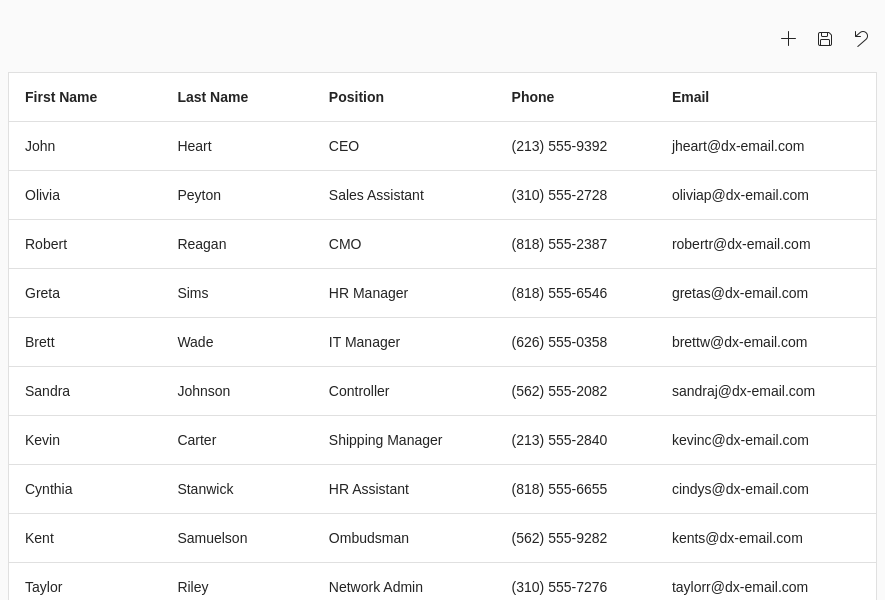 First Name Last Name Position Phone Email
John Heart CEO (213) 555-9392 jheart@dx-email.com
Olivia Peyton Sales Assistant (310) 555-2728 oliviap@dx-email.com
Robert Reagan CMO (818) 555-2387 robertr@dx-email.com
Greta Sims HR Manager (818) 555-6546 gretas@dx-email.com
Brett Wade IT Manager (626) 555-0358 brettw@dx-email.com
Sandra Johnson Controller (562) 555-2082 sandraj@dx-email.com
Kevin Carter Shipping Manager (213) 555-2840 kevinc@dx-email.com
Cynthia Stanwick HR Assistant (818) 555-6655 cindys@dx-email.com
Kent Samuelson Ombudsman (562) 555-9282 kents@dx-email.com
Taylor Riley Network Admin (310) 555-7276 taylorr@dx-email.com